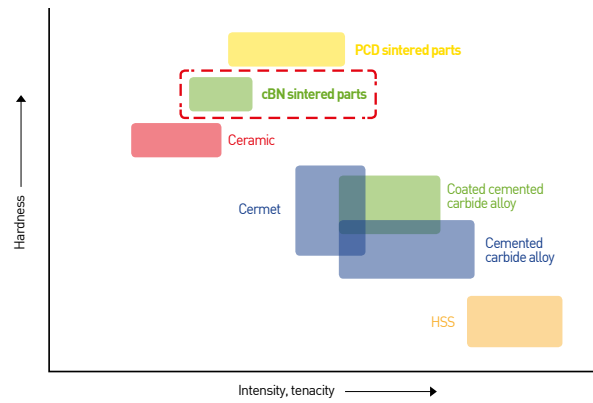 PCD sintered parts
cBN sintered parts
Ceramic
Coated cemented
carbide alloy
Cermet
Cemented
carbide alloy
HSS
Hardness
Intensity, tenacity